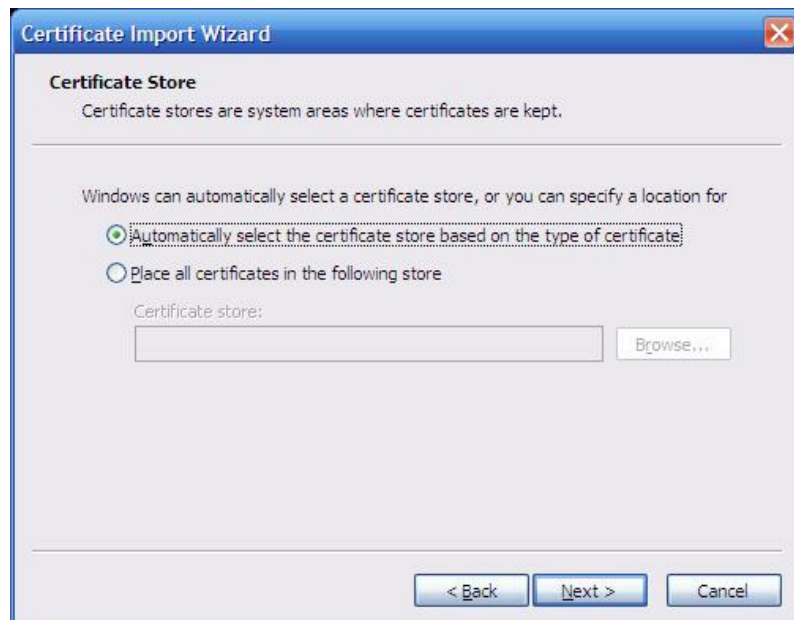 Certificate Import Wizard
Certificate Store
Certificate stores are system areas where certificates are kept.
Windows can automatically select a certificate store, or you can specify a location for
Automatically select the certificate store based on the type of certificate
Place all certificates in the following store
Certificate store:
Browse...
< Back Next > Cancel